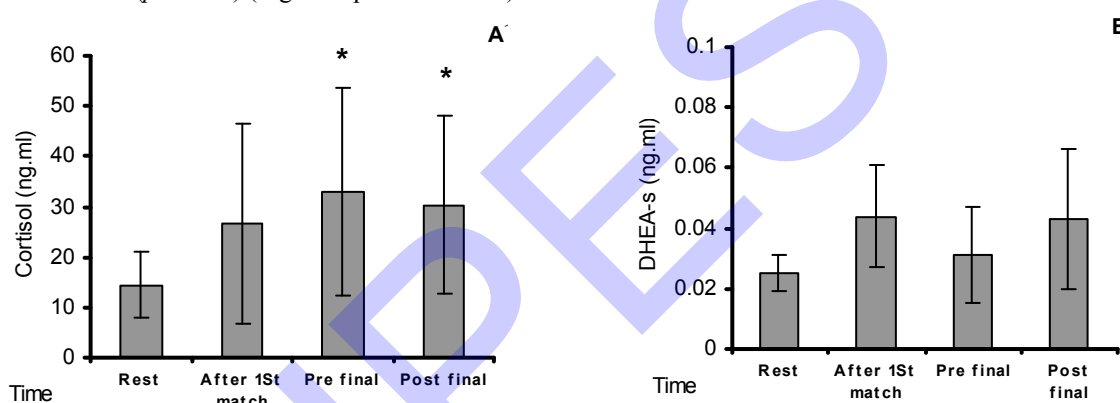 A
60
50
40
30
20
10
0
Cortisol (ng.ml)
*
*
Rest
After 1St
match
Pre final
Post final
Time
0.1
0.08
0.06
0.04
0.02
0
DHEA-s (ng.ml)
Rest
After 1St
match
Pre final
Post
final
Time